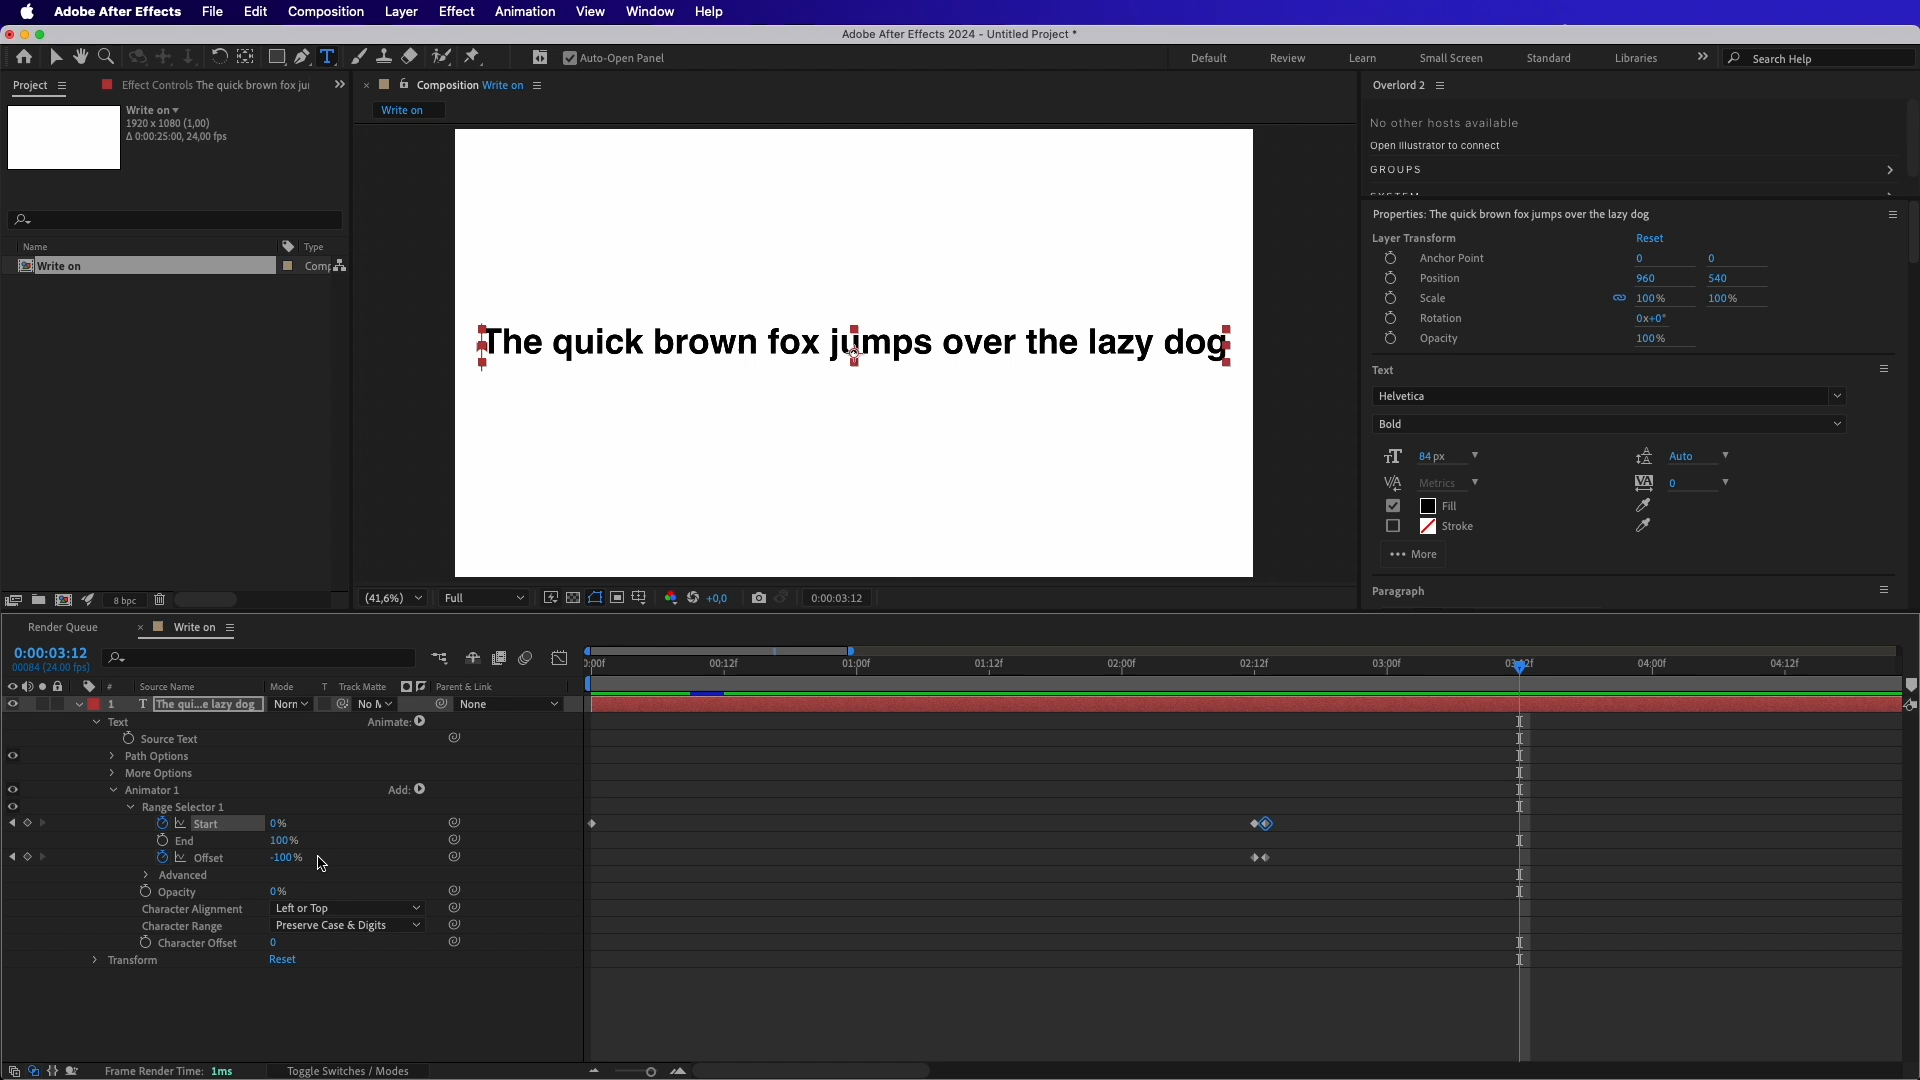 Adobe After Effects File Edit Composition Layer Effect Animation View Window Help
Adobe After Effects 2024 - Untitled Project *
Auto-Open Panel Default Review Learn Small Screen Standard Libraries Search Help
Project Effect Controls The quick brown fox ju
Composition Write on
Write on
Write on
1920 x 1080 (1,00)
Δ 0:00:25:00, 24,00 fps
Name Type
Write on Comp
8 bpc
The quick brown fox jumps over the lazy dog
(41,6%) Full +0,0 0:00:03:12
Overlord 2
No other hosts available
Open Illustrator to connect
GROUPS
Properties: The quick brown fox jumps over the lazy dog
Layer Transform Reset
Anchor Point 0 0
Position 960 540
Scale 100% 100%
Rotation 0x+0°
Opacity 100%
Text
Helvetica
Bold
84 px Auto
Metrics 0
Fill
Stroke
More
Paragraph
Render Queue Write on
0:00:03:12
00084 (24.00 fps)
:00f 00:12f 01:00f 01:12f 02:00f 02:12f 03:00f 04:00f 04:12f
# Source Name Mode T Track Matte Parent & Link
1 T The qui...e lazy dog Norn No M None
Text Animate:
Source Text
Path Options
More Options
Animator 1 Add:
Range Selector 1
Start 0%
End 100%
Offset -100%
Advanced
Opacity 0%
Character Alignment Left or Top
Character Range Preserve Case & Digits
Character Offset 0
Transform Reset
Frame Render Time: 1ms Toggle Switches / Modes